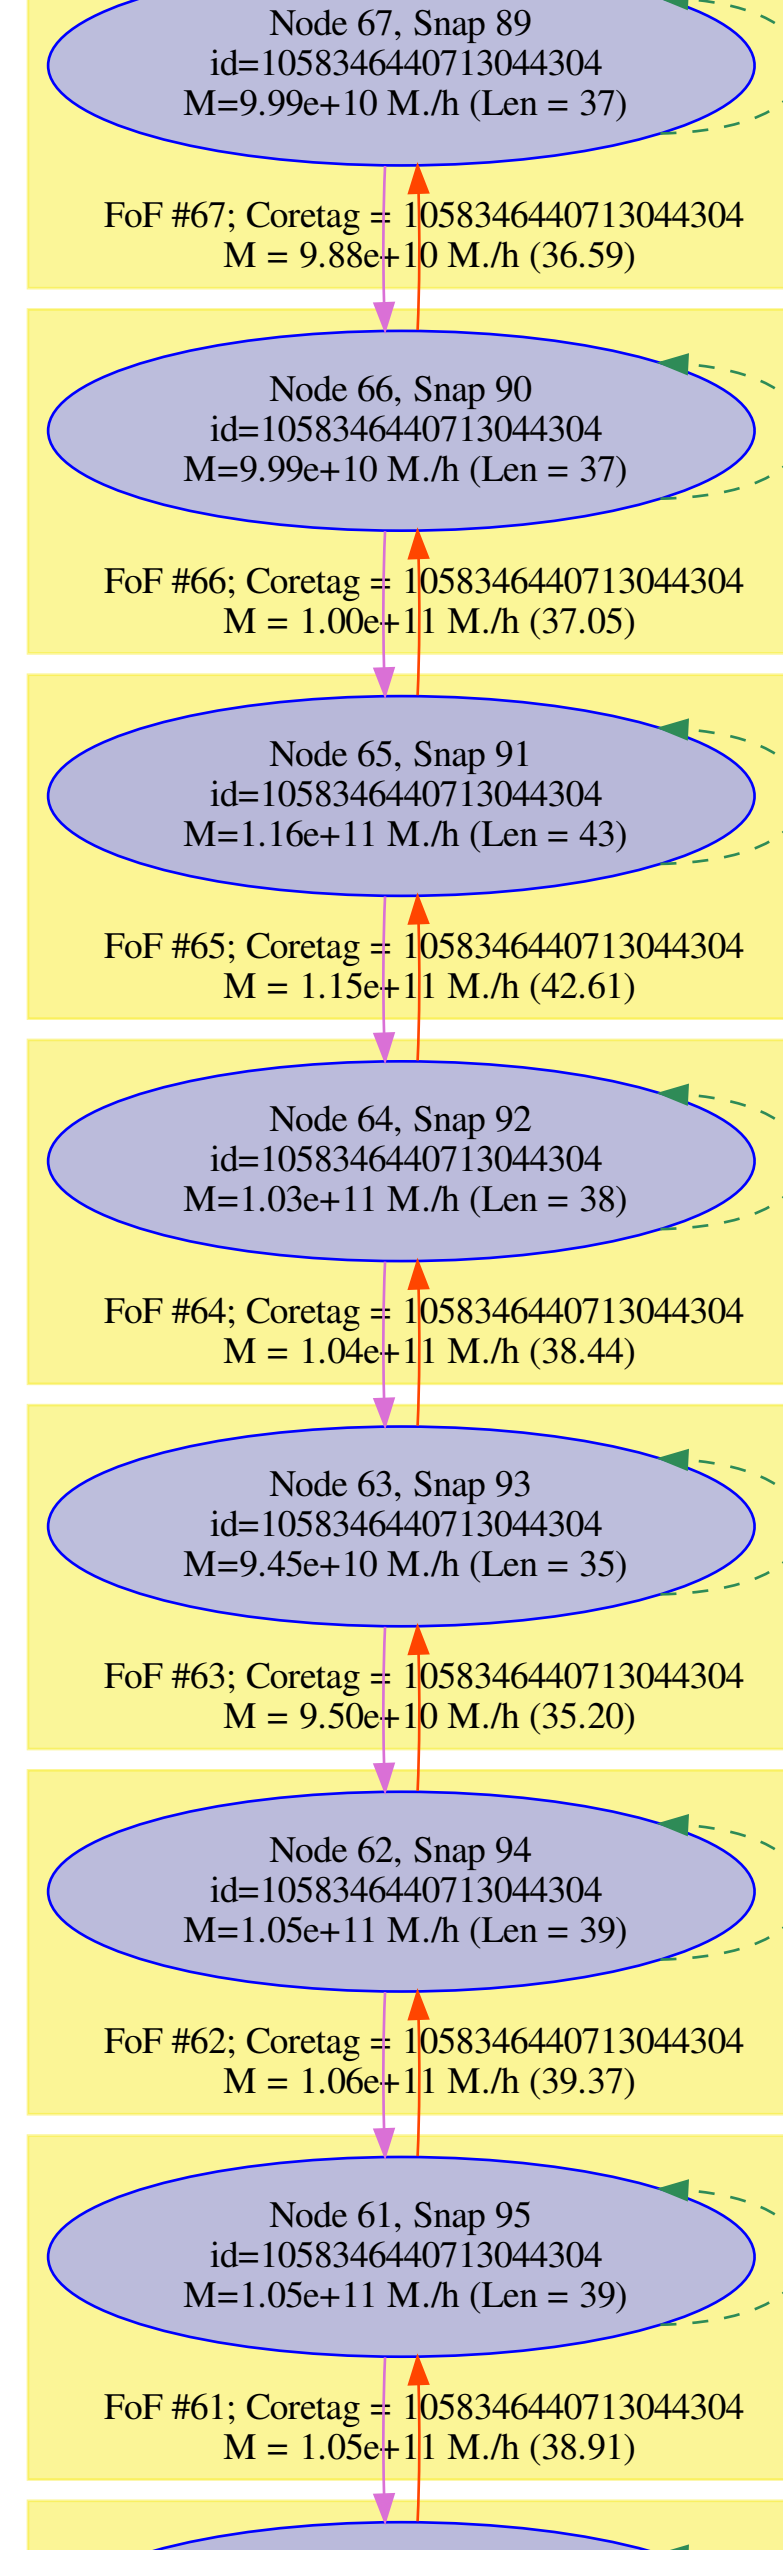 Node 67, Snap 89
id=1058346440713044304
M=9.99e+10 M./h (Len = 37)
FoF #67; Coretag = 1058346440713044304
M = 9.88e+10 M./h (36.59)
Node 66, Snap 90
id=1058346440713044304
M=9.99e+10 M./h (Len = 37)
FoF #66; Coretag = 1058346440713044304
M = 1.00e+11 M./h (37.05)
Node 65, Snap 91
id=1058346440713044304
M=1.16e+11 M./h (Len = 43)
FoF #65; Coretag = 1058346440713044304
M = 1.15e+11 M./h (42.61)
Node 64, Snap 92
id=1058346440713044304
M=1.03e+11 M./h (Len = 38)
FoF #64; Coretag = 1058346440713044304
M = 1.04e+11 M./h (38.44)
Node 63, Snap 93
id=1058346440713044304
M=9.45e+10 M./h (Len = 35)
FoF #63; Coretag = 1058346440713044304
M = 9.50e+10 M./h (35.20)
Node 62, Snap 94
id=1058346440713044304
M=1.05e+11 M./h (Len = 39)
FoF #62; Coretag = 1058346440713044304
M = 1.06e+11 M./h (39.37)
Node 61, Snap 95
id=1058346440713044304
M=1.05e+11 M./h (Len = 39)
FoF #61; Coretag = 1058346440713044304
M = 1.05e+11 M./h (38.91)